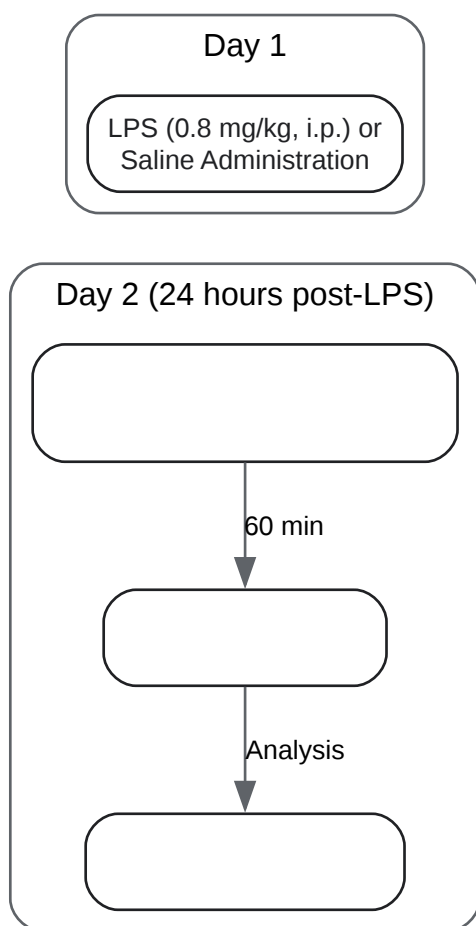 Day 1
LPS (0.8 mg/kg, i.p.) or
Saline Administration
Day 2 (24 hours post-LPS)
60 min
Analysis